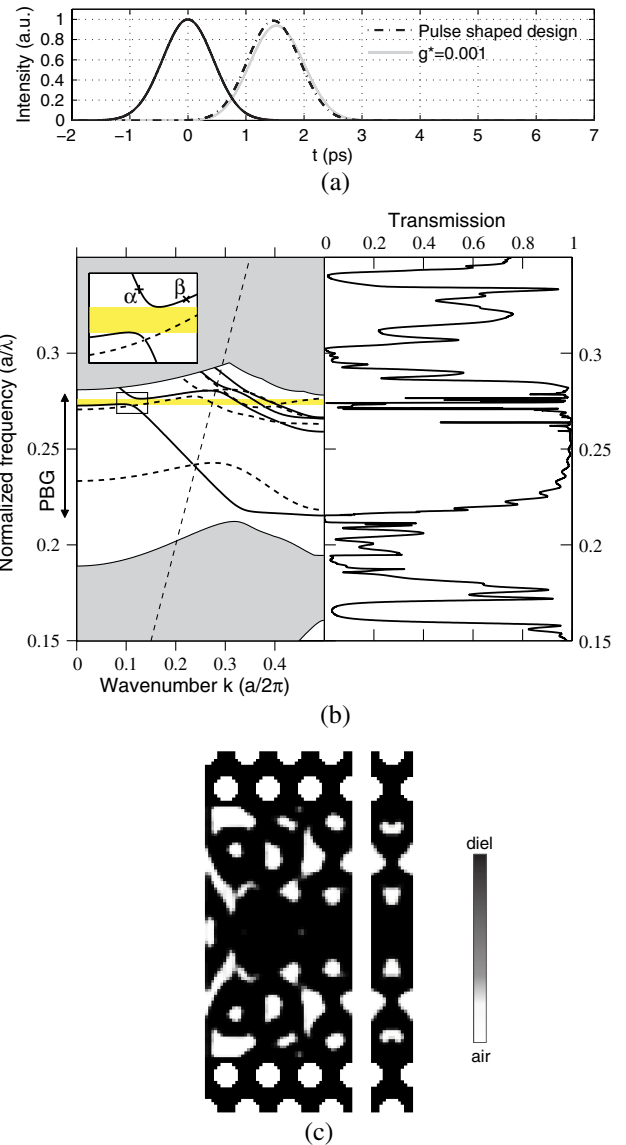 Intensity (a.u.)
1
0.8
0.6
0.4
0.2
0
Pulse shaped design
g*=0.001
−2 −1 0 1 2 3 4 5 6 7
t (ps)
(a)
Transmission
0 0.2 0.4 0.6 0.8 1
Normalized frequency (a/λ)
PBG
α
β
0.3
0.25
0.2
0.15
0.3
0.25
0.2
0.15
0 0.1 0.2 0.3 0.4
Wavenumber k (a/2π)
(b)
diel
air
(c)